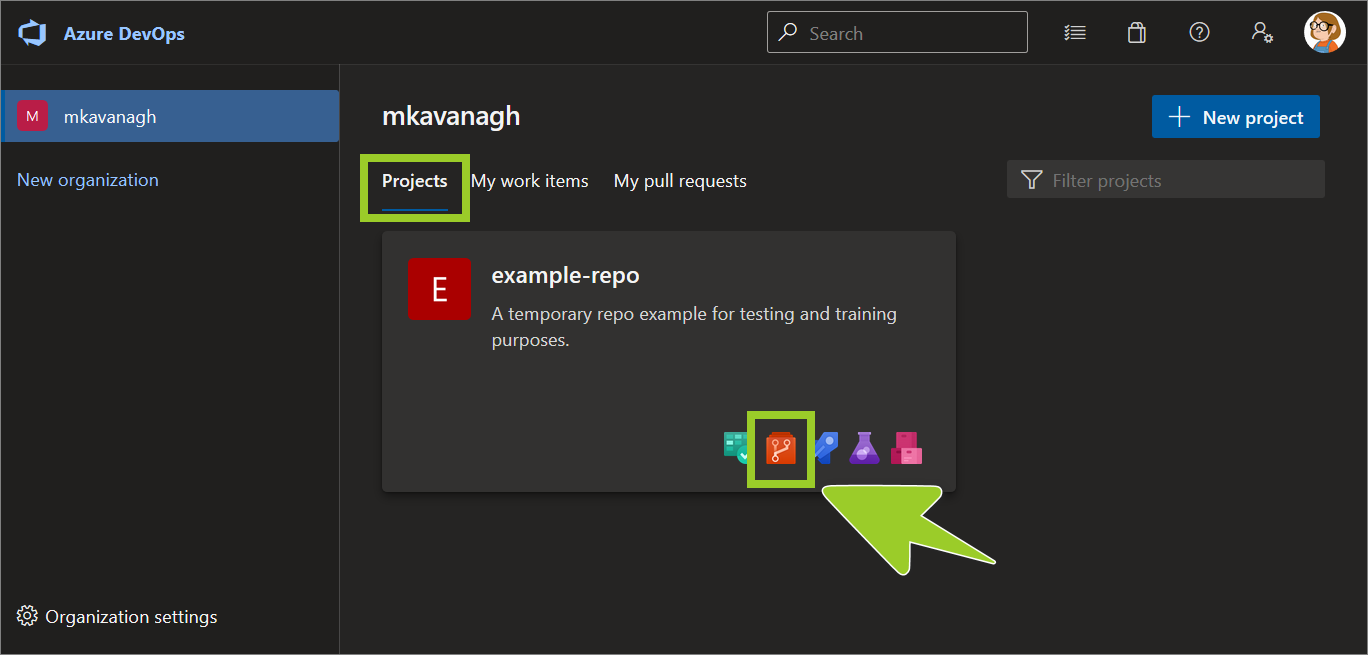 Azure DevOps
Search
M
mkavanagh
New organization
mkavanagh
New project
Projects
My work items
My pull requests
Filter projects
E
example-repo
A temporary repo example for testing and training
purposes.
Organization settings